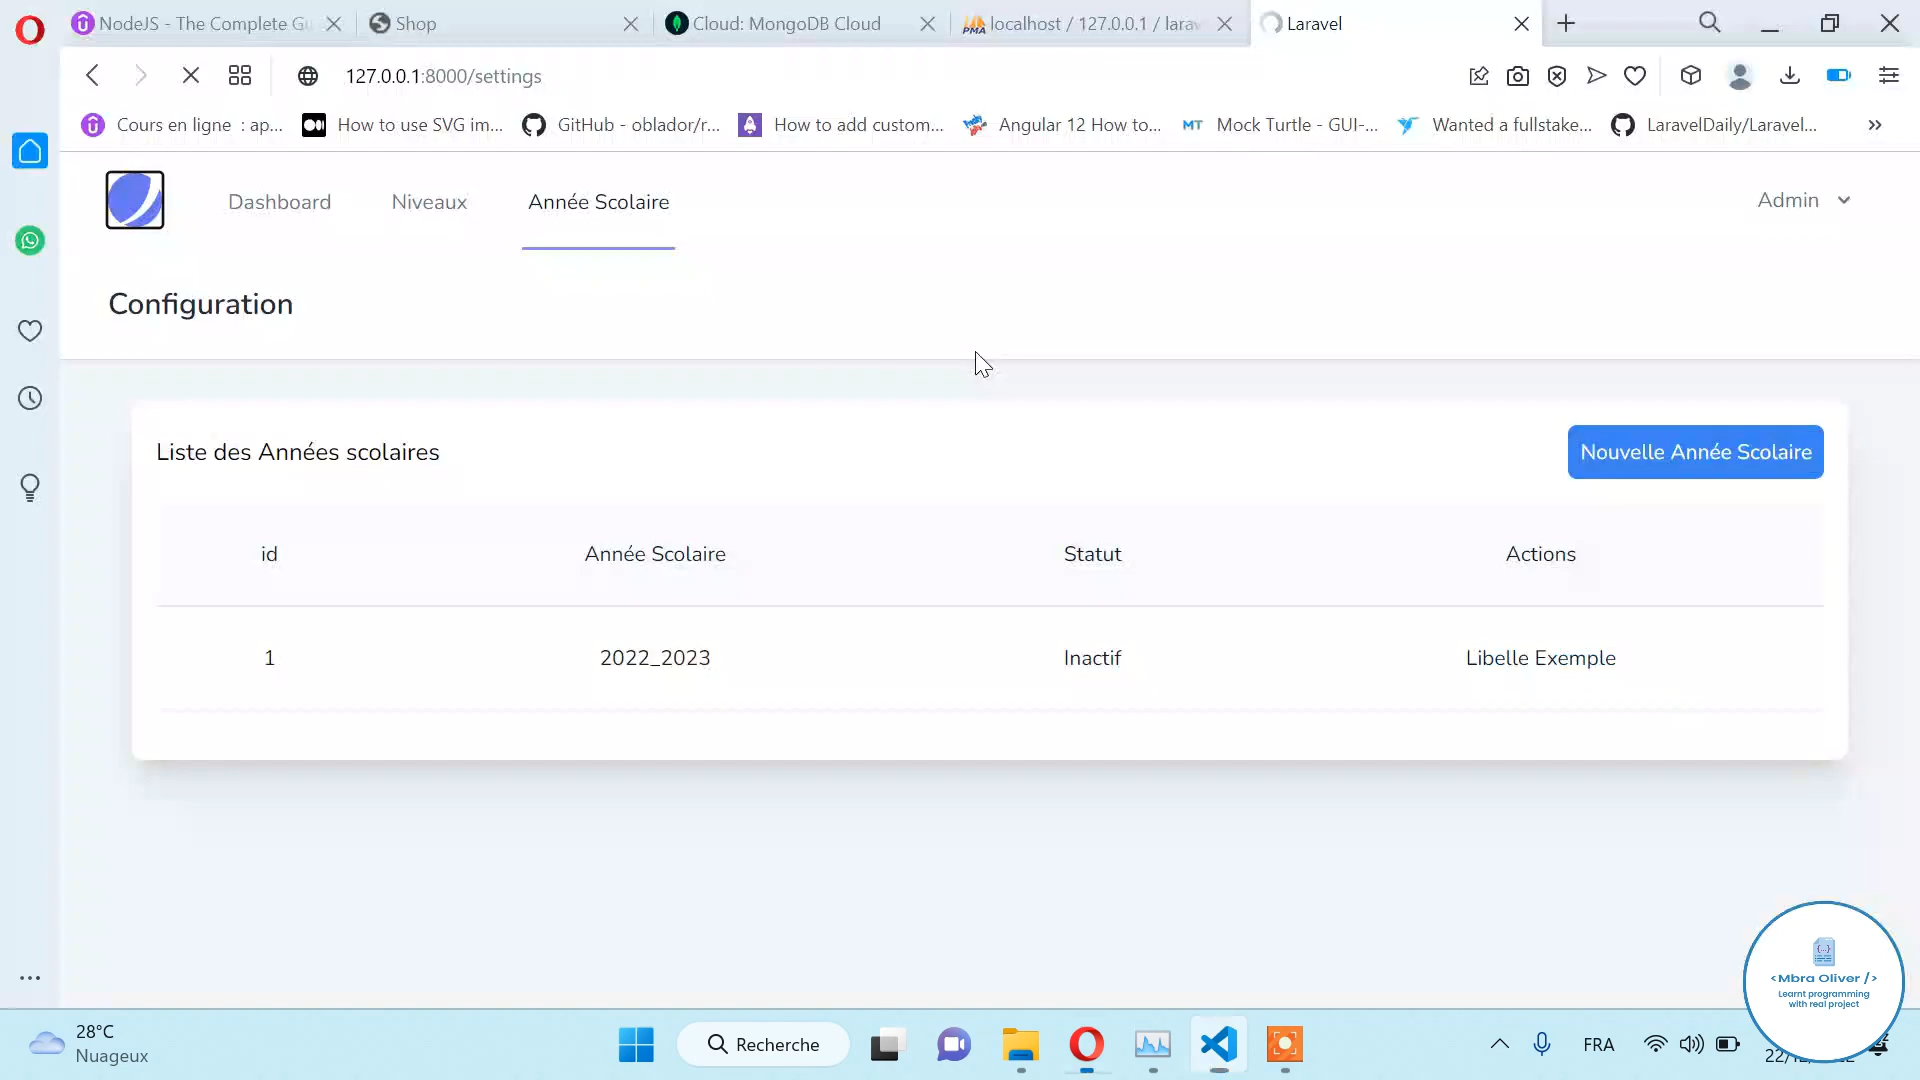 NodeJS - The Complete Gu
Shop
Cloud: MongoDB Cloud
PMA localhost / 127.0.0.1 / larav
Laravel
127.0.0.1:8000/settings
Cours en ligne : ap...
How to use SVG im...
GitHub - oblador/r...
How to add custom...
Angular 12 How to...
MT Mock Turtle - GUI-...
Wanted a fullstake...
LaravelDaily/Laravel...
Dashboard
Niveaux
Année Scolaire
Admin
Configuration
Liste des Années scolaires
Nouvelle Année Scolaire
id Année Scolaire Statut Actions
1 2022_2023 Inactif Libelle Exemple
{...}
<Mbra Oliver />
Learnt programming
with real project
28°C
Nuageux
Recherche
FRA